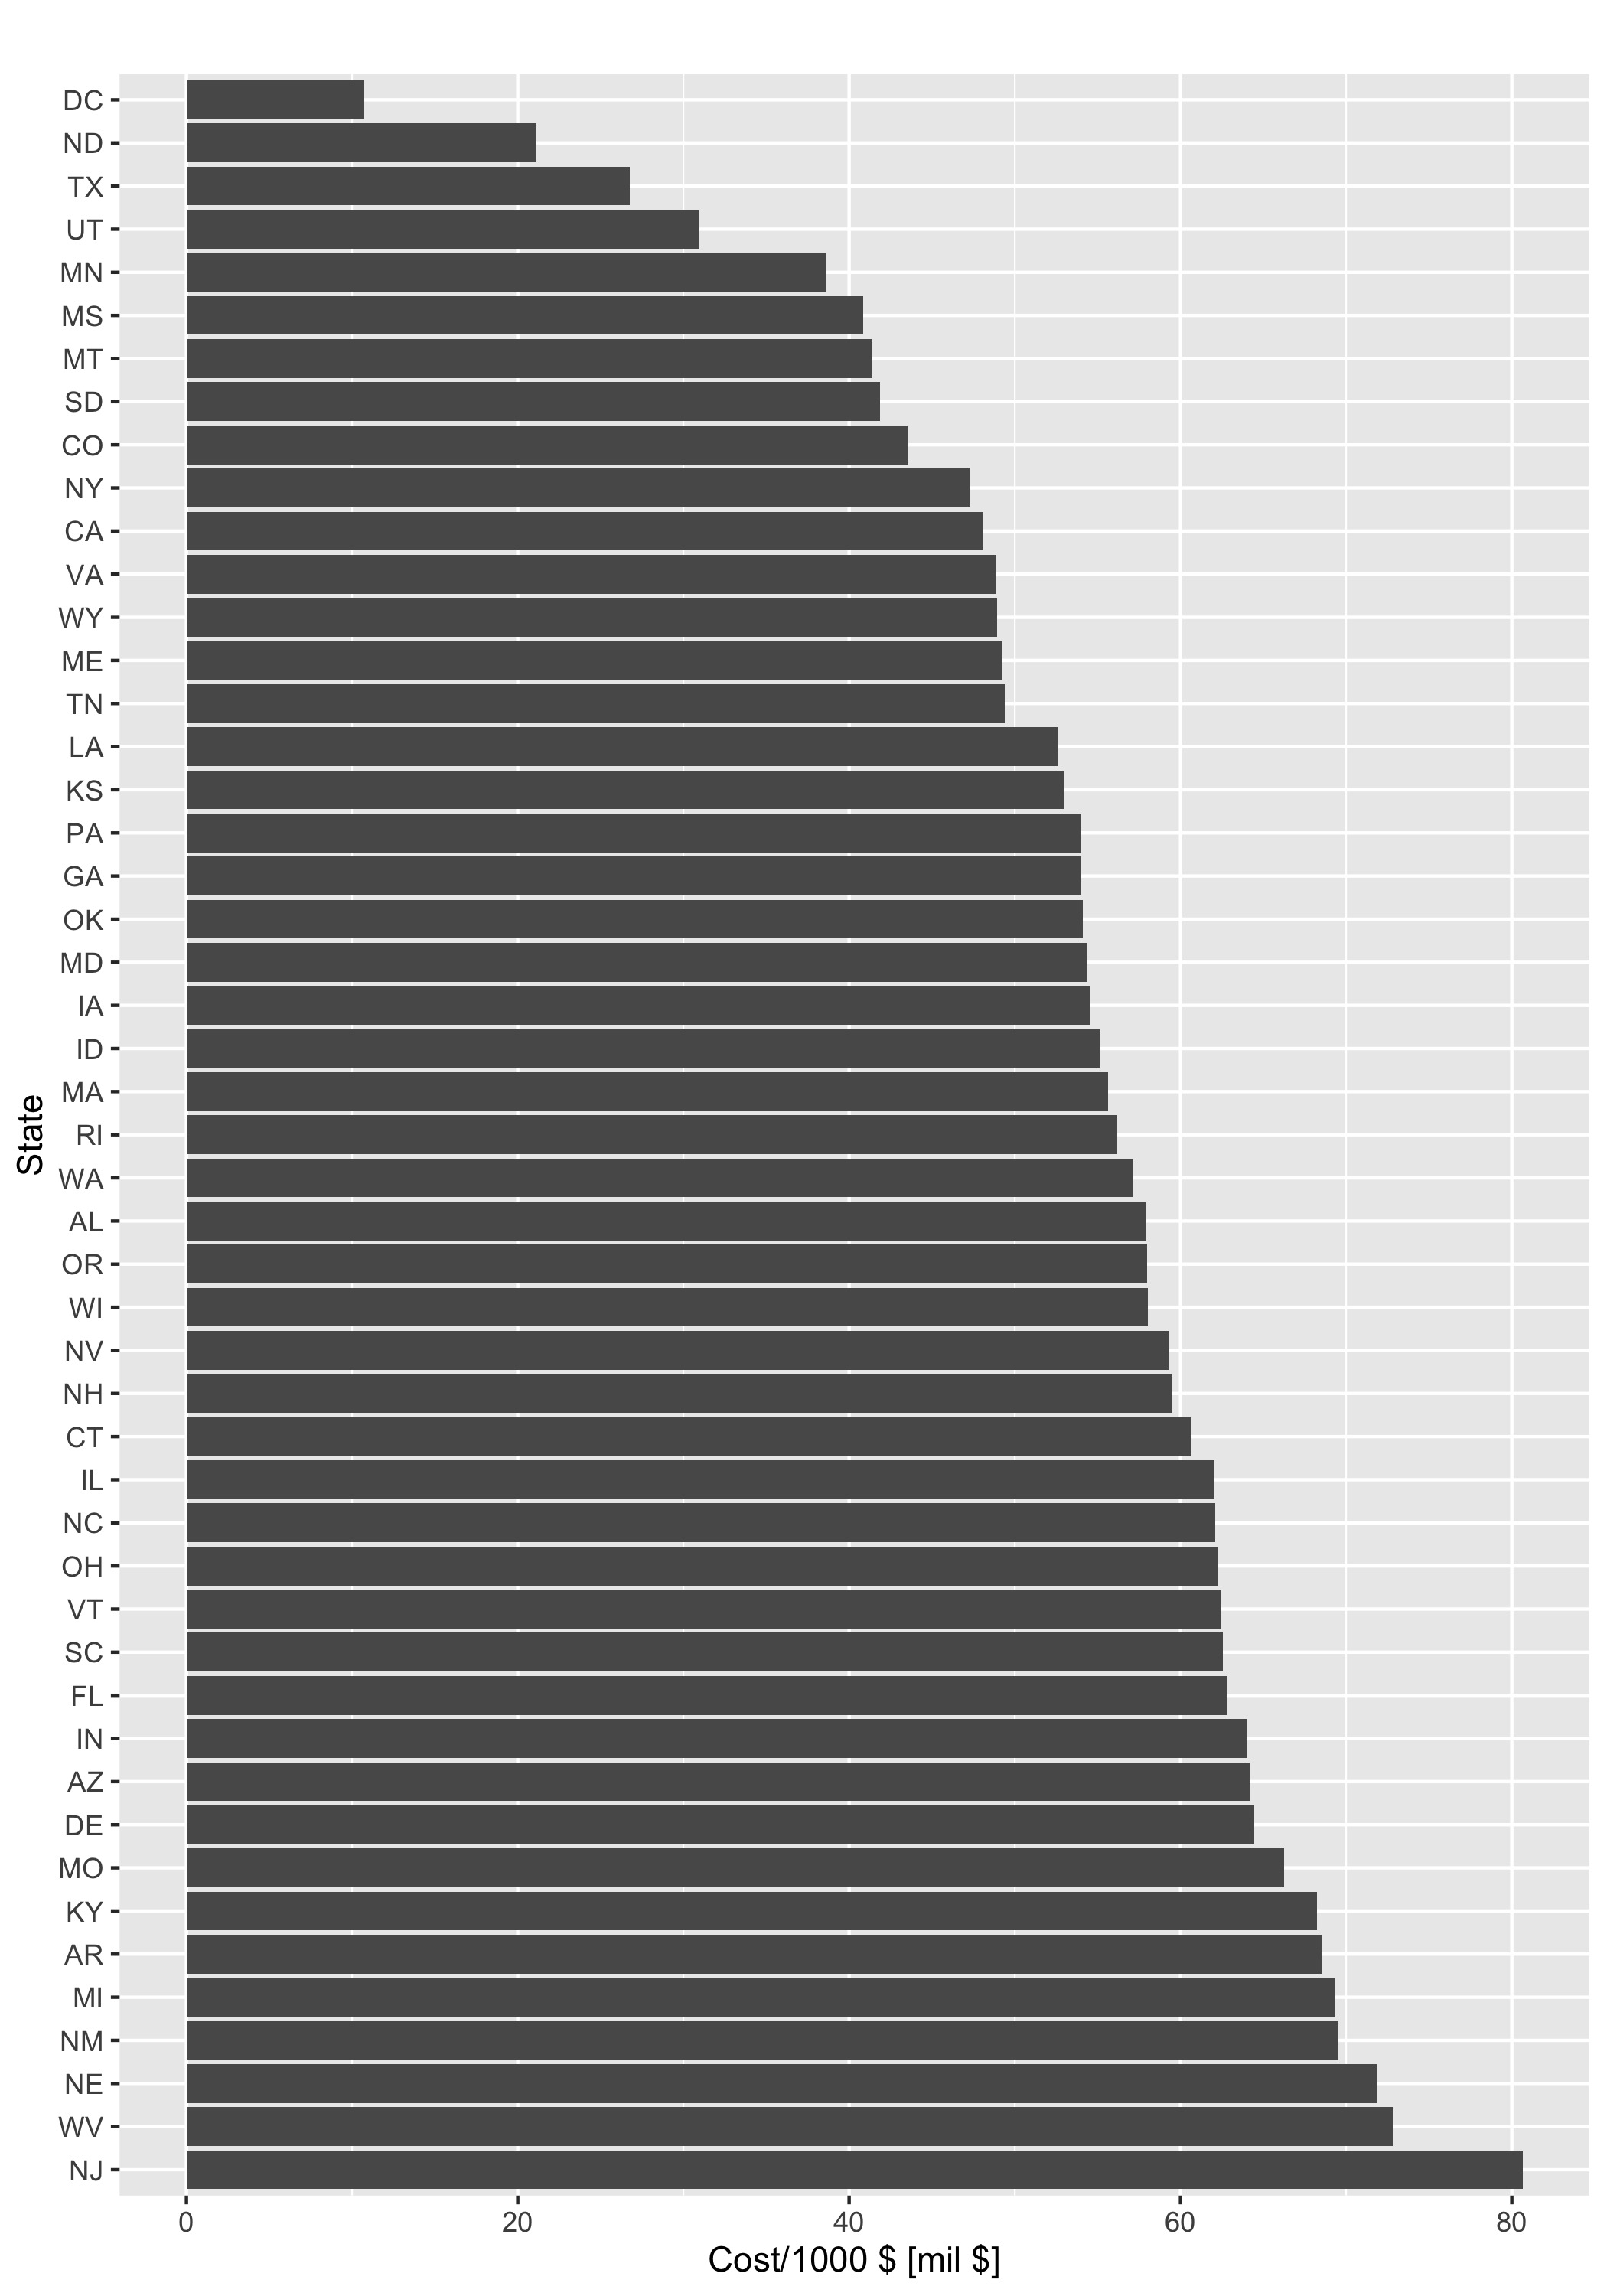 DC
ND
TX
UT
MN
MS
MT
SD
CO
NY
CA
VA
WY
ME
TN
LA
KS
PA
GA
OK
MD
IA
ID
MA
RI
WA
AL
OR
WI
NV
NH
CT
IL
NC
OH
VT
SC
FL
IN
AZ
DE
MO
KY
AR
MI
NM
NE
WV
NJ
State
0 20 40 60 80
Cost/1000 $ [mil $]